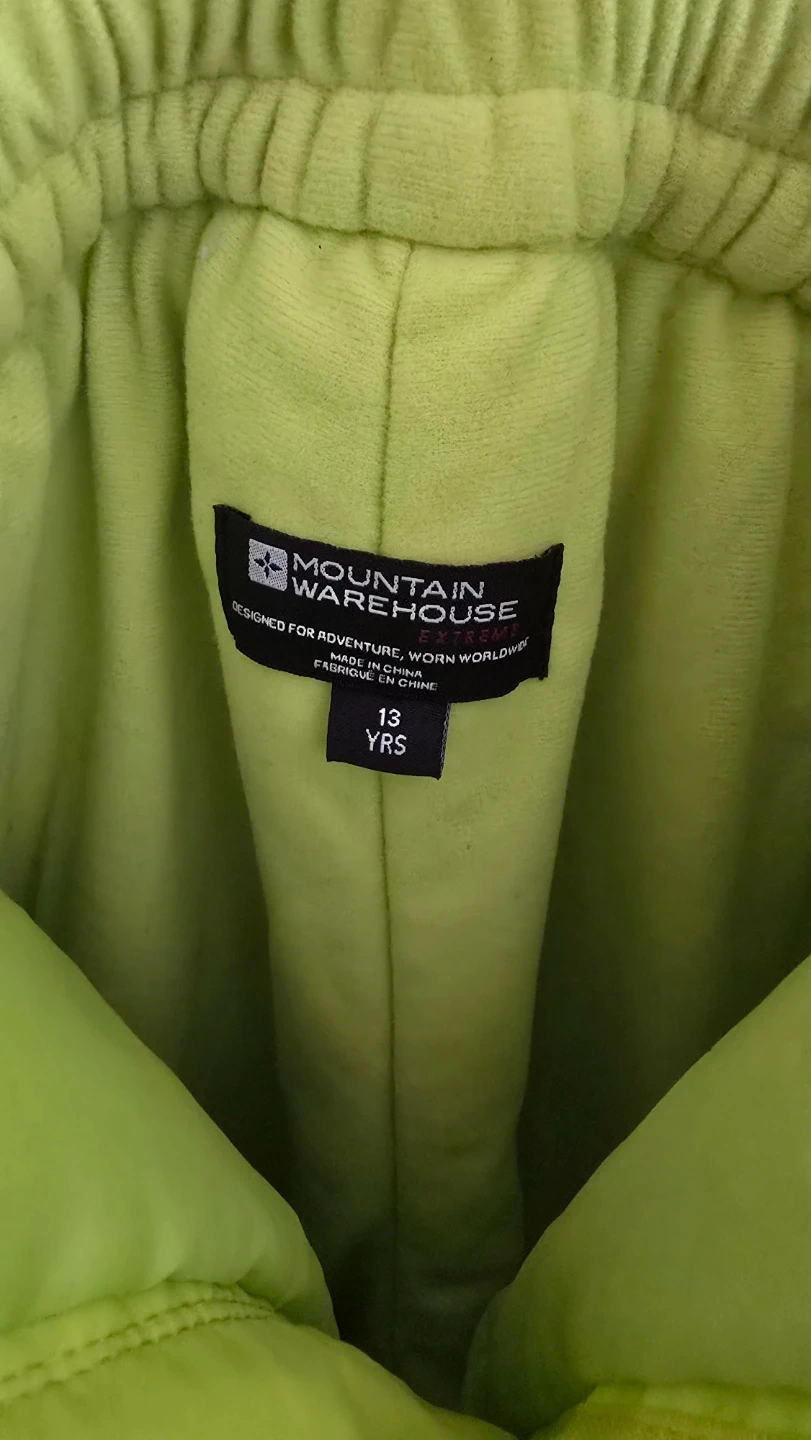 MOUNTAIN
WAREHOUSE
EXTREME
DESIGNED FOR ADVENTURE, WORN WORLDWIDE
MADE IN CHINA
FABRIQUÉ EN CHINE
13
YRS